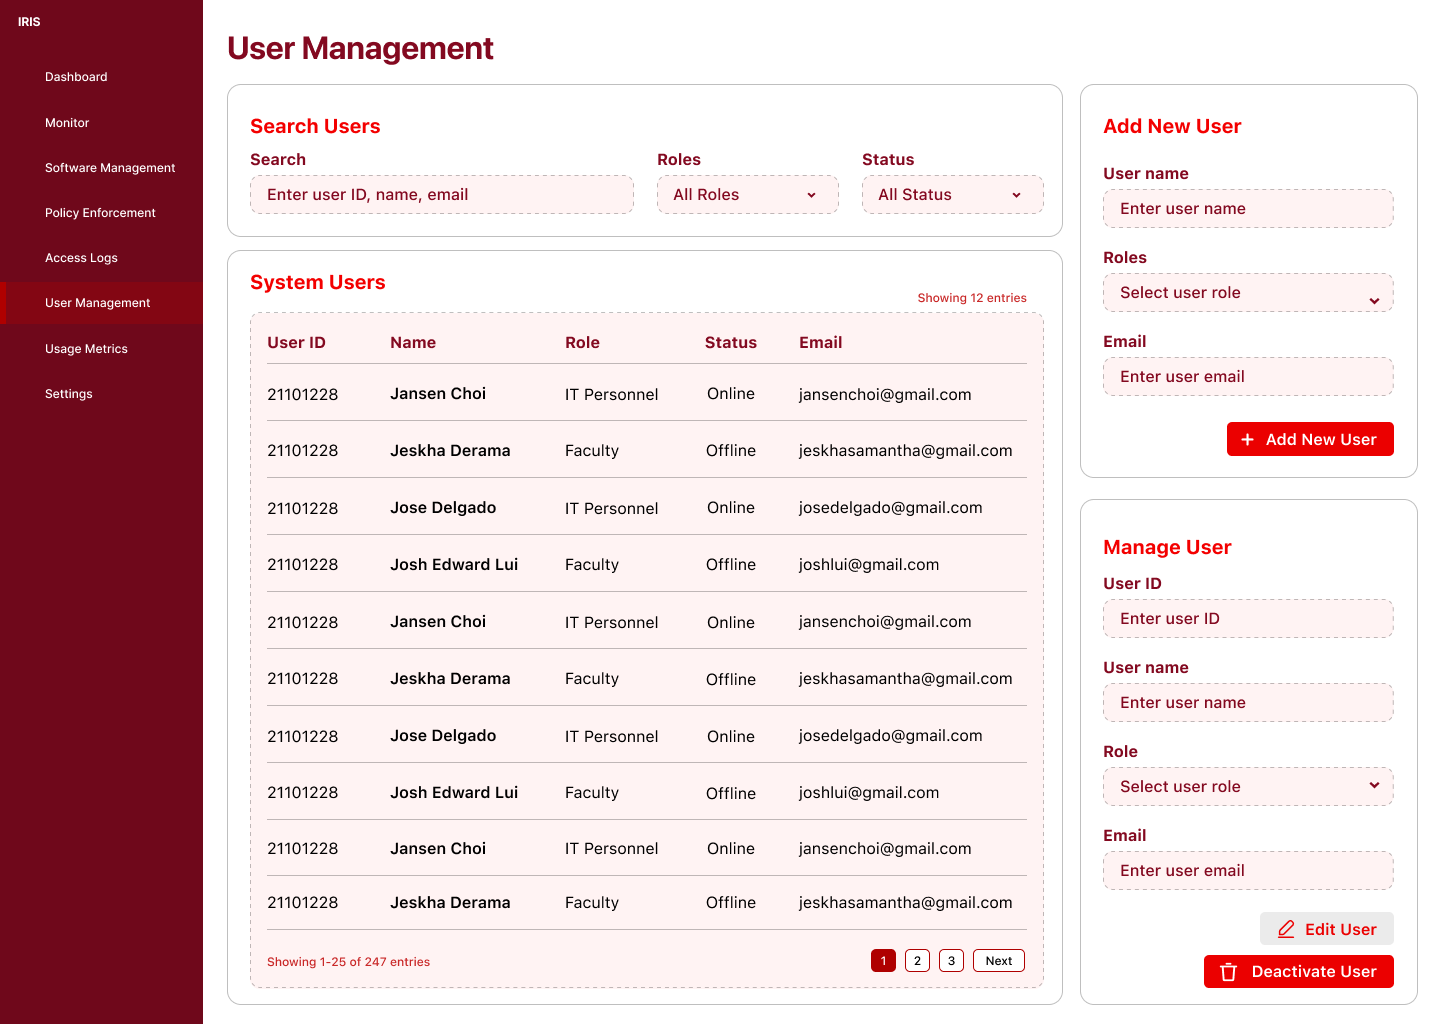 IRIS
Dashboard
Monitor
Software Management
Policy Enforcement
Access Logs
User Management
Usage Metrics
Settings
User Management
Search Users
Search Roles Status
Enter user ID, name, email All Roles All Status
System Users
Showing 12 entries
User ID Name Role Status Email
21101228 Jansen Choi IT Personnel Online jansenchoi@gmail.com
21101228 Jeskha Derama Faculty Offline jeskhasamantha@gmail.com
21101228 Jose Delgado IT Personnel Online josedelgado@gmail.com
21101228 Josh Edward Lui Faculty Offline joshlui@gmail.com
21101228 Jansen Choi IT Personnel Online jansenchoi@gmail.com
21101228 Jeskha Derama Faculty Offline jeskhasamantha@gmail.com
21101228 Jose Delgado IT Personnel Online josedelgado@gmail.com
21101228 Josh Edward Lui Faculty Offline joshlui@gmail.com
21101228 Jansen Choi IT Personnel Online jansenchoi@gmail.com
21101228 Jeskha Derama Faculty Offline jeskhasamantha@gmail.com
Showing 1-25 of 247 entries 1 2 3 Next
Add New User
User name
Enter user name
Roles
Select user role
Email
Enter user email
+ Add New User
Manage User
User ID
Enter user ID
User name
Enter user name
Role
Select user role
Email
Enter user email
Edit User
Deactivate User